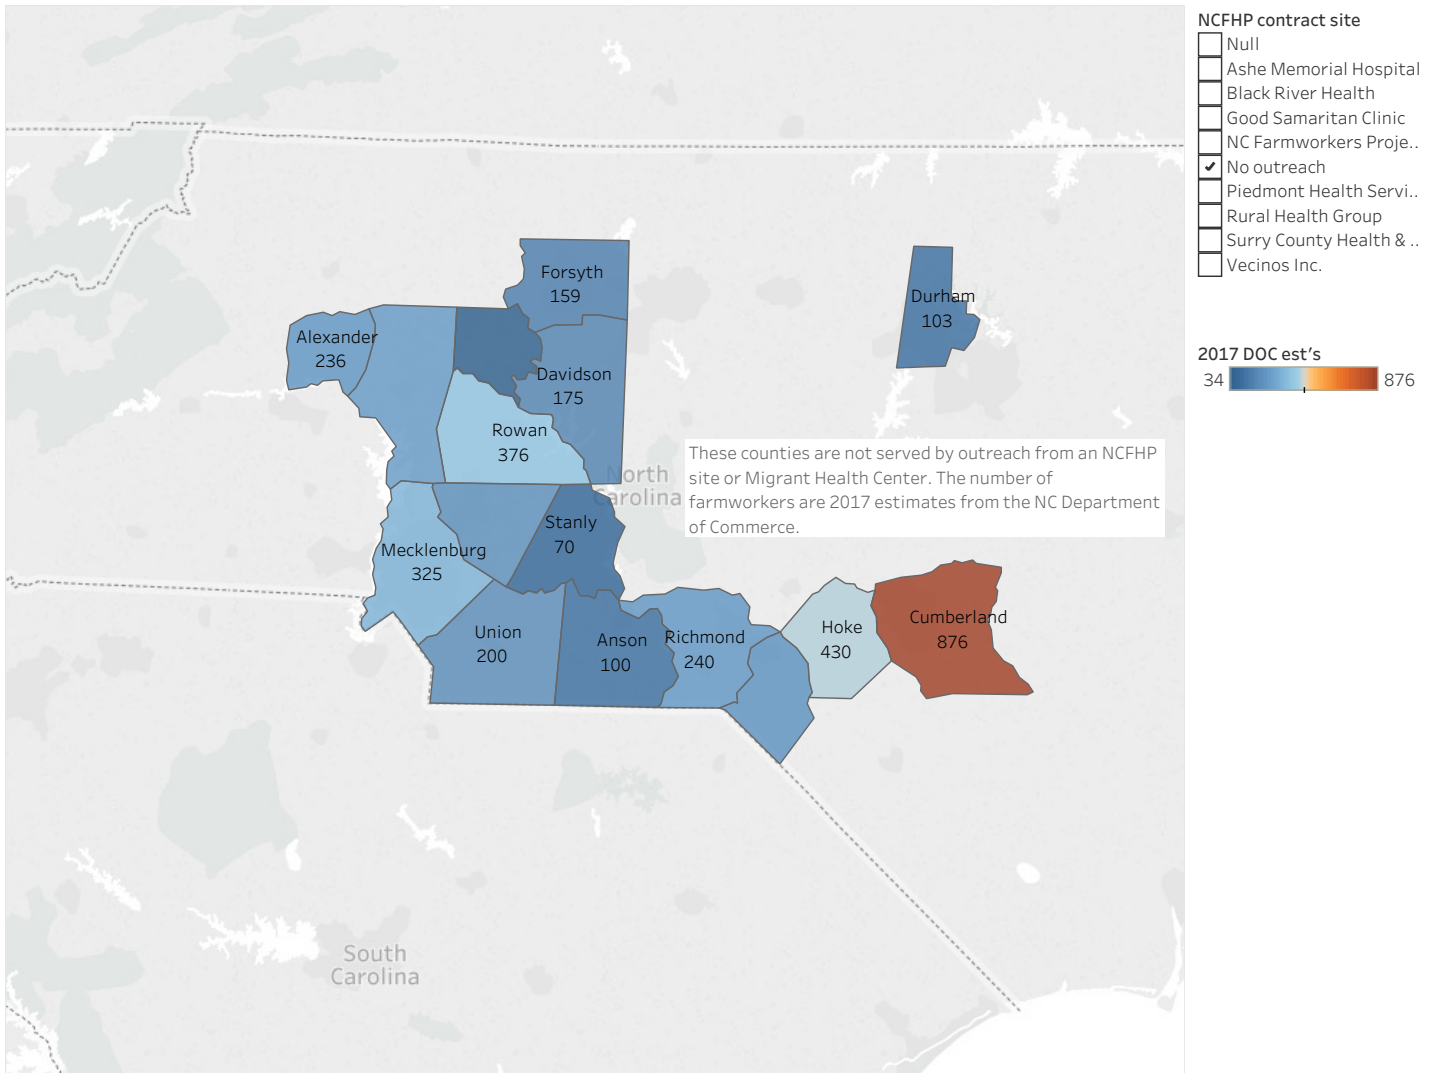 NCFHP contract site
Null
Ashe Memorial Hospital
Black River Health
Good Samaritan Clinic
NC Farmworkers Proje..
No outreach
Piedmont Health Servi..
Rural Health Group
Surry County Health & ..
Vecinos Inc.
2017 DOC est's
34
876
Forsyth
159
Durham
103
Alexander
236
Davidson
175
Rowan
376
These counties are not served by outreach from an NCFHP
site or Migrant Health Center. The number of
farmworkers are 2017 estimates from the NC Department
of Commerce.
North
Carolina
Stanly
70
Mecklenburg
325
Union
200
Anson
100
Richmond
240
Hoke
430
Cumberland
876
South
Carolina